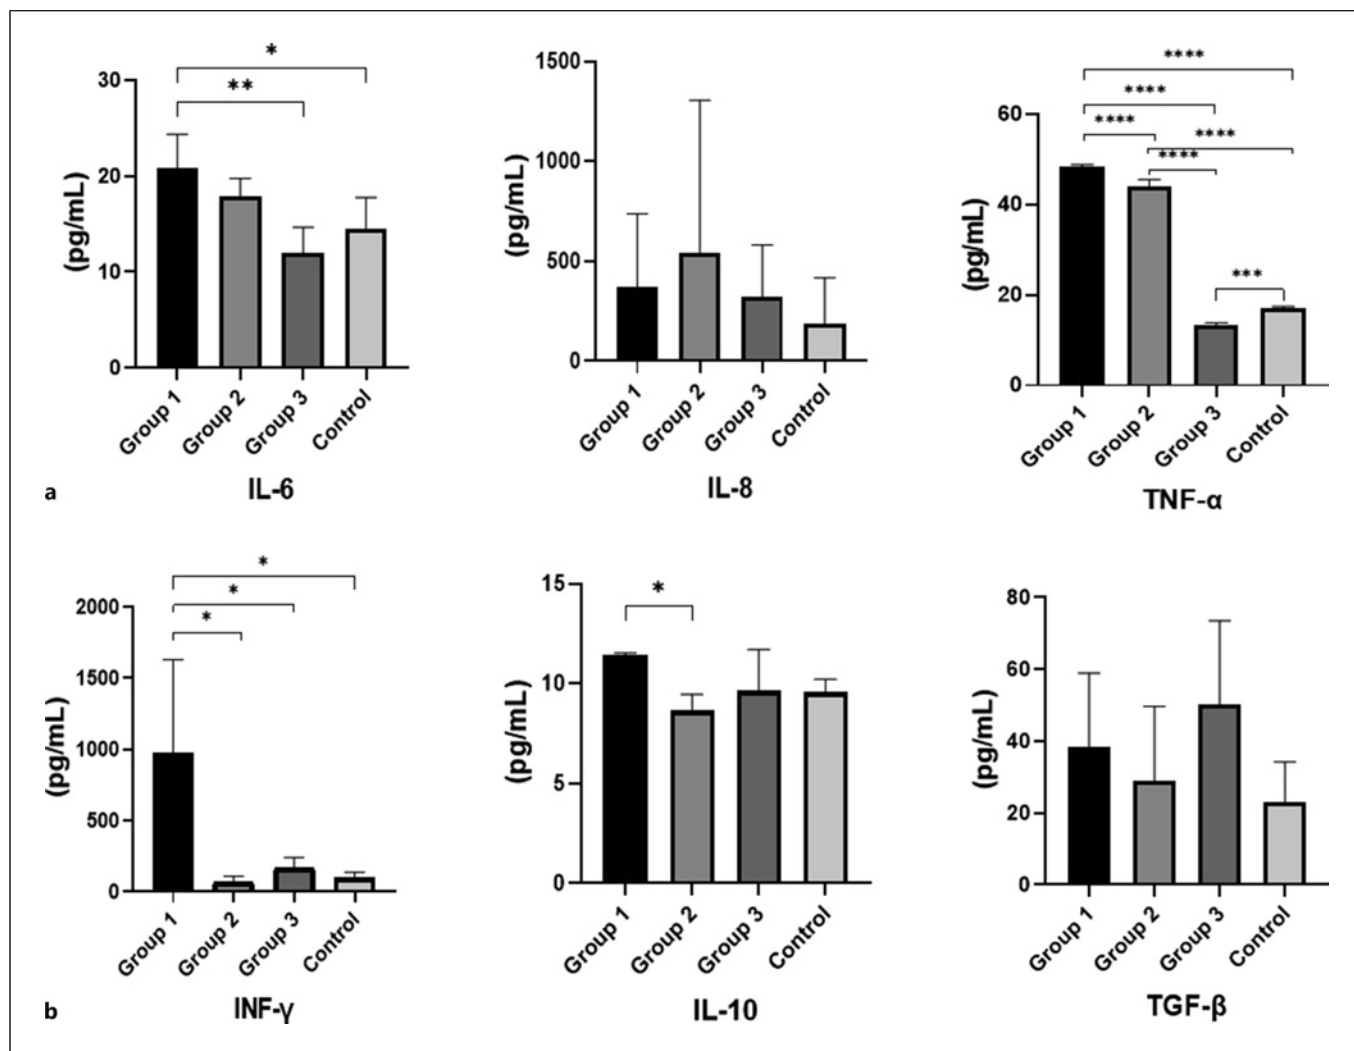 *
**
30
20
10
0
(pg/mL)
Group 1
Group 2
Group 3
Control
IL-6
1500
1000
500
0
(pg/mL)
Group 1
Group 2
Group 3
Control
IL-8
****
****
****
****
****
***
60
40
20
0
(pg/mL)
Group 1
Group 2
Group 3
Control
TNF-α
a
*
*
*
2000
1500
1000
500
0
(pg/mL)
Group 1
Group 2
Group 3
Control
INF-γ
*
15
10
5
0
(pg/mL)
Group 1
Group 2
Group 3
Control
IL-10
80
60
40
20
0
(pg/mL)
Group 1
Group 2
Group 3
Control
TGF-β
b